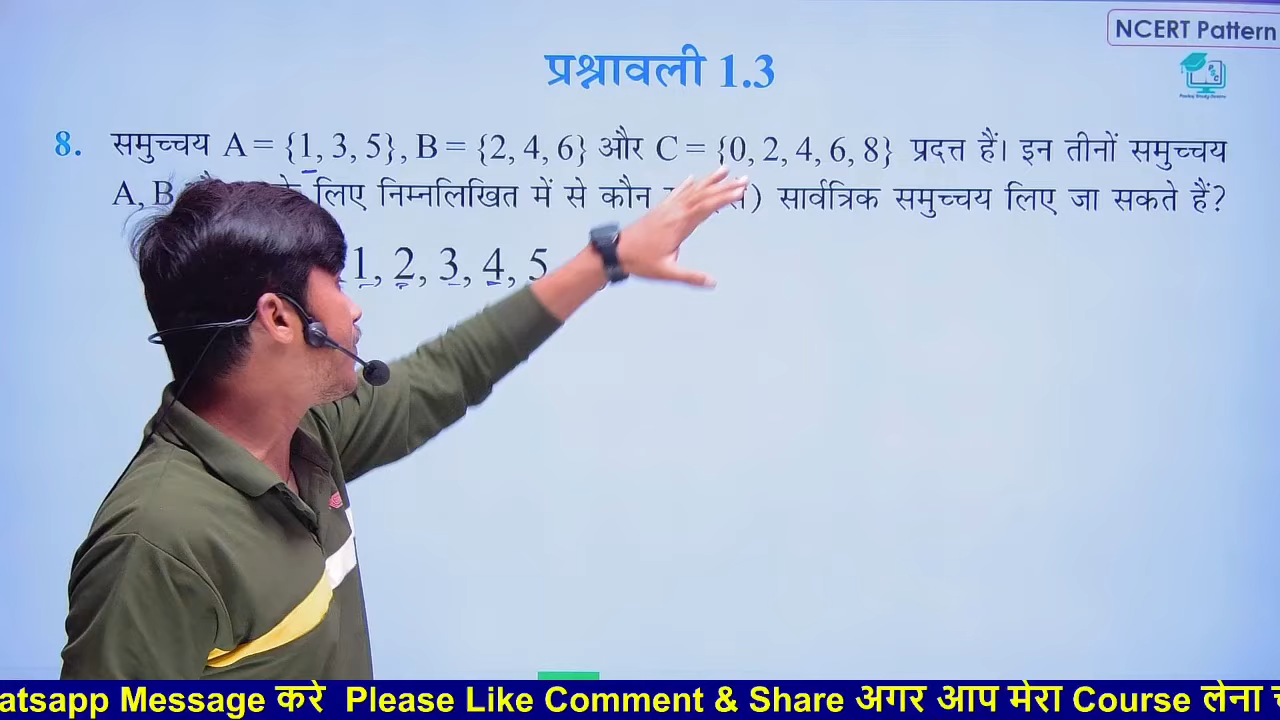 NCERT Pattern
प्रश्नावली 1.3
8. समुच्चय A = {1, 3, 5}, B = {2, 4, 6} और C = {0, 2, 4, 6, 8} प्रदत्त हैं। इन तीनों समुच्चय
A, B लिए निम्नलिखित में से कौन सार्वत्रिक समुच्चय लिए जा सकते हैं?
1, 2, 3, 4, 5
atsapp Message करे Please Like Comment & Share अगर आप मेरा Course लेना